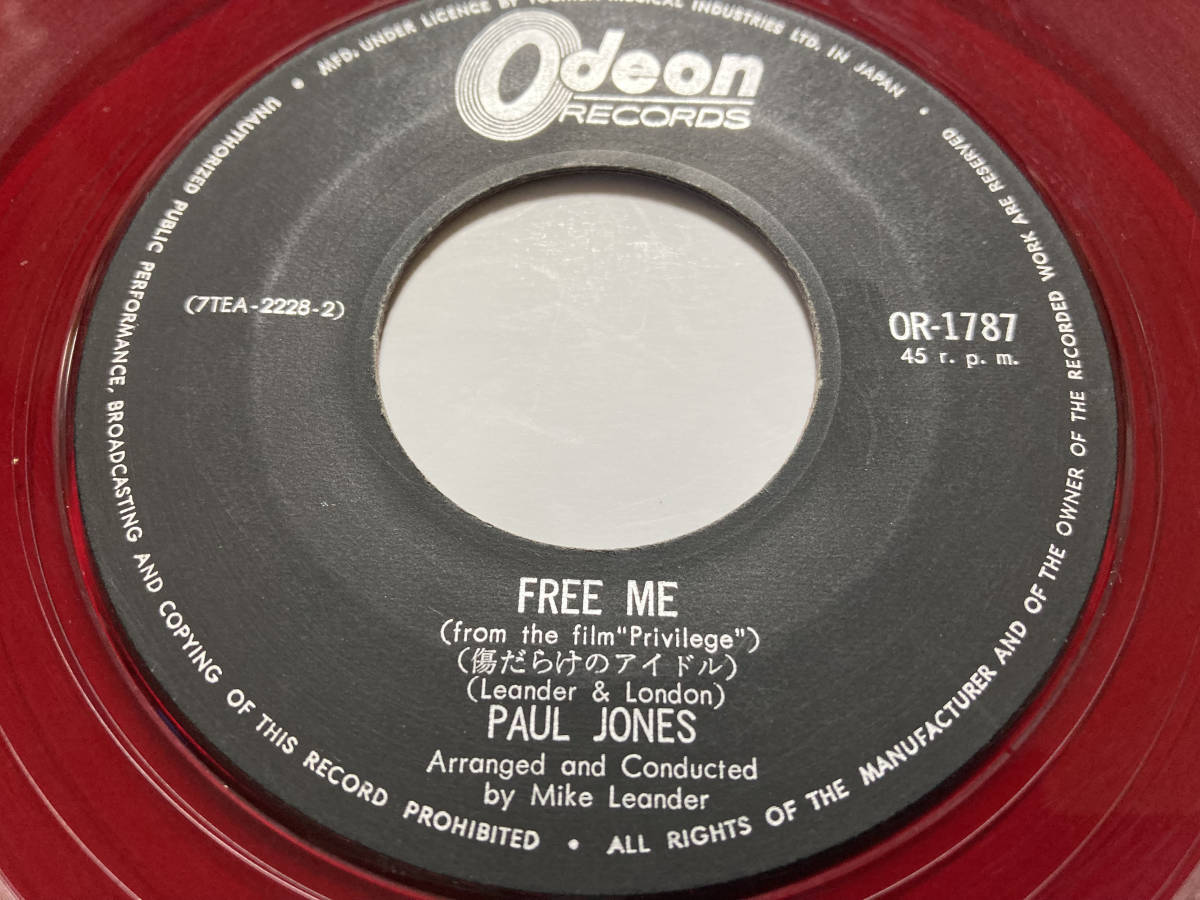 Odeon
RECORDS
MFD. UNDER LICENCE BY TOSHIBA MUSICAL INDUSTRIES LTD. IN JAPAN •
UNAUTHORIZED PUBLIC PERFORMANCE, BROADCASTING AND COPYING OF THIS RECORD PROHIBITED • ALL RIGHTS OF THE MANUFACTURER AND OF THE OWNER OF THE RECORDED WORK ARE RESERVED •
(7TEA-2228-2)
OR-1787
45 r. p. m.
FREE ME
(from the film"Privilege")
(傷だらけのアイドル)
(Leander & London)
PAUL JONES
Arranged and Conducted
by Mike Leander